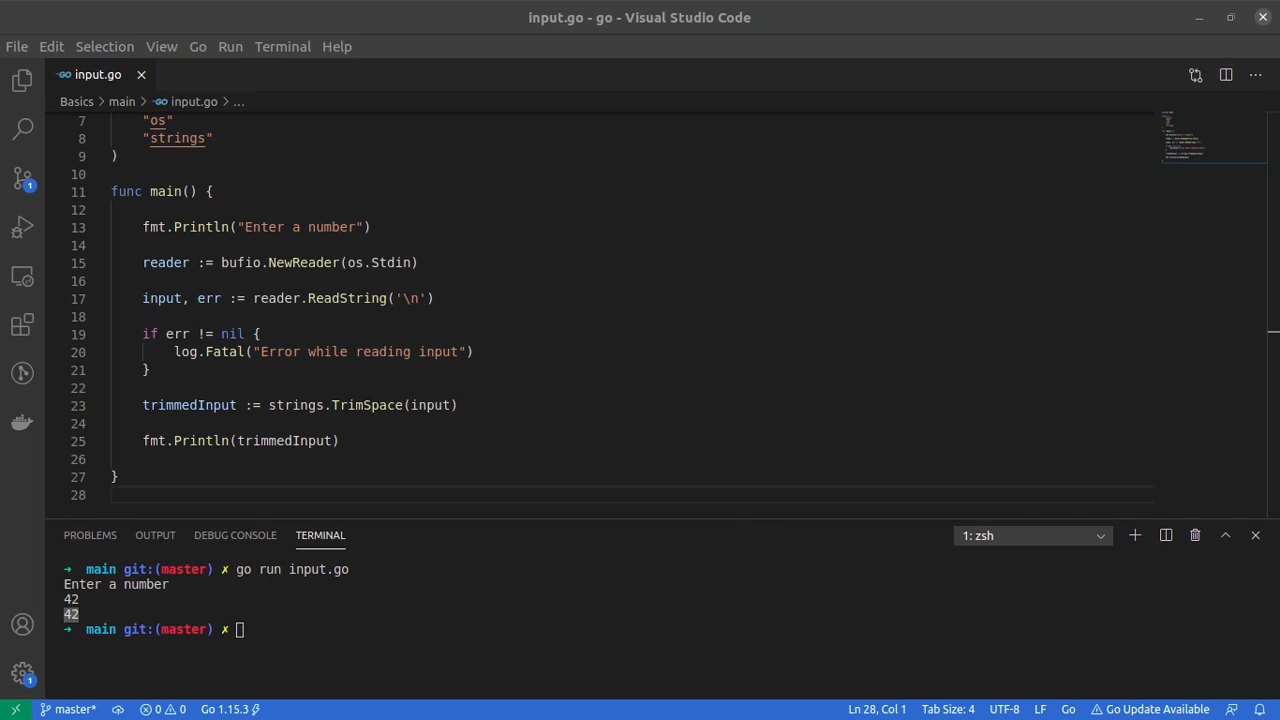 input.go - go - Visual Studio Code
File Edit Selection View Go Run Terminal Help
GO input.go
Basics > main > GO input.go > ...
7 "os"
8 "strings"
9 )
10
11 func main() {
12
13 fmt.Println("Enter a number")
14
15 reader := bufio.NewReader(os.Stdin)
16
17 input, err := reader.ReadString('\n')
18
19 if err != nil {
20 log.Fatal("Error while reading input")
21 }
22
23 trimmedInput := strings.TrimSpace(input)
24
25 fmt.Println(trimmedInput)
26
27 }
28
1
PROBLEMS OUTPUT DEBUG CONSOLE TERMINAL 1: zsh
➜ main git:(master) ✗ go run input.go
Enter a number
42
42
➜ main git:(master) ✗
1
master* 0 0 Go 1.15.3 Ln 28, Col 1 Tab Size: 4 UTF-8 LF Go Go Update Available